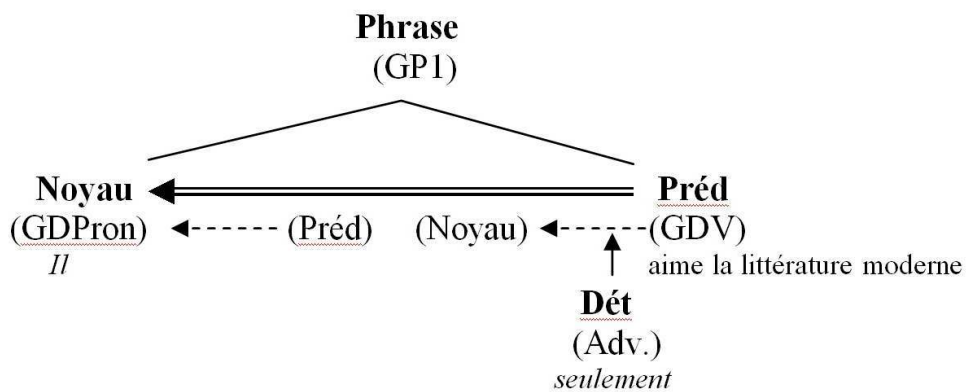 Phrase
(GP1)
Noyau Préd
(GDPron) (Préd) (Noyau) (GDV)
Il aime la littérature moderne
Dét
(Adv.)
seulement